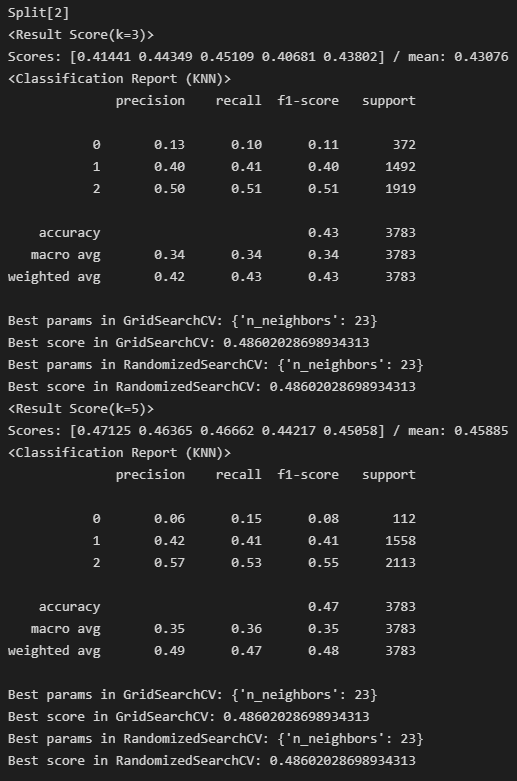 Split[2]
<Result Score(k=3)>
Scores: [0.41441 0.44349 0.45109 0.40681 0.43802] / mean: 0.43076
<Classification Report (KNN)>
precision recall f1-score support
0 0.13 0.10 0.11 372
1 0.40 0.41 0.40 1492
2 0.50 0.51 0.51 1919
accuracy 0.43 3783
macro avg 0.34 0.34 0.34 3783
weighted avg 0.42 0.43 0.43 3783
Best params in GridSearchCV: {'n_neighbors': 23}
Best score in GridSearchCV: 0.48602028698934313
Best params in RandomizedSearchCV: {'n_neighbors': 23}
Best score in RandomizedSearchCV: 0.48602028698934313
<Result Score(k=5)>
Scores: [0.47125 0.46365 0.46662 0.44217 0.45058] / mean: 0.45885
<Classification Report (KNN)>
precision recall f1-score support
0 0.06 0.15 0.08 112
1 0.42 0.41 0.41 1558
2 0.57 0.53 0.55 2113
accuracy 0.47 3783
macro avg 0.35 0.36 0.35 3783
weighted avg 0.49 0.47 0.48 3783
Best params in GridSearchCV: {'n_neighbors': 23}
Best score in GridSearchCV: 0.48602028698934313
Best params in RandomizedSearchCV: {'n_neighbors': 23}
Best score in RandomizedSearchCV: 0.48602028698934313